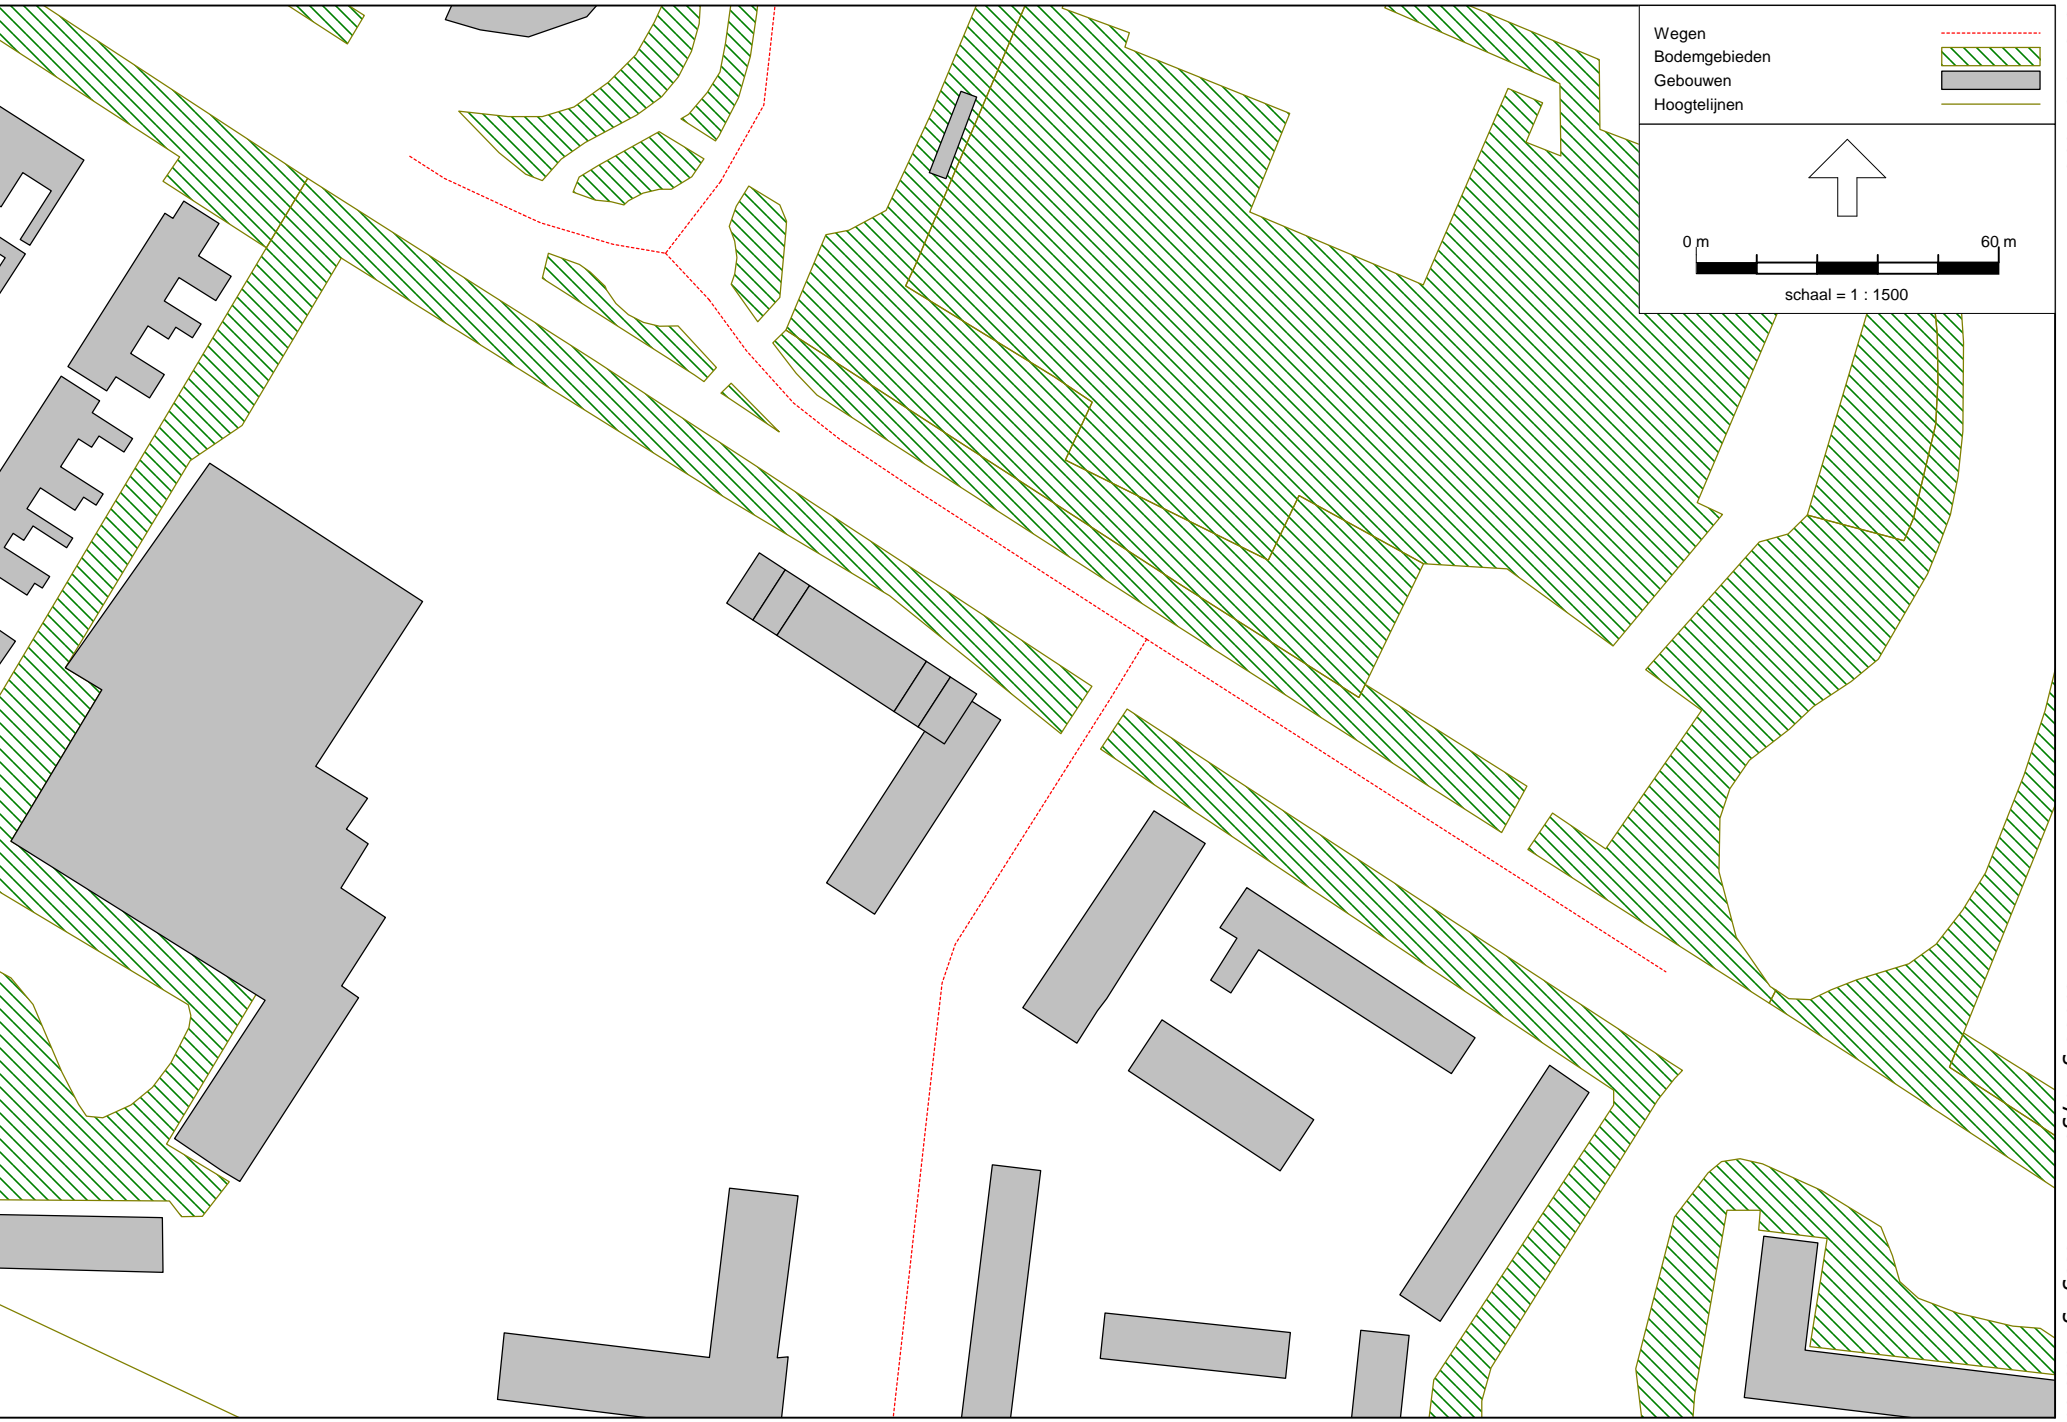 Wegen
Bodemgebieden
Gebouwen
Hoogtelijnen
0 m 60 m
schaal = 1 : 1500